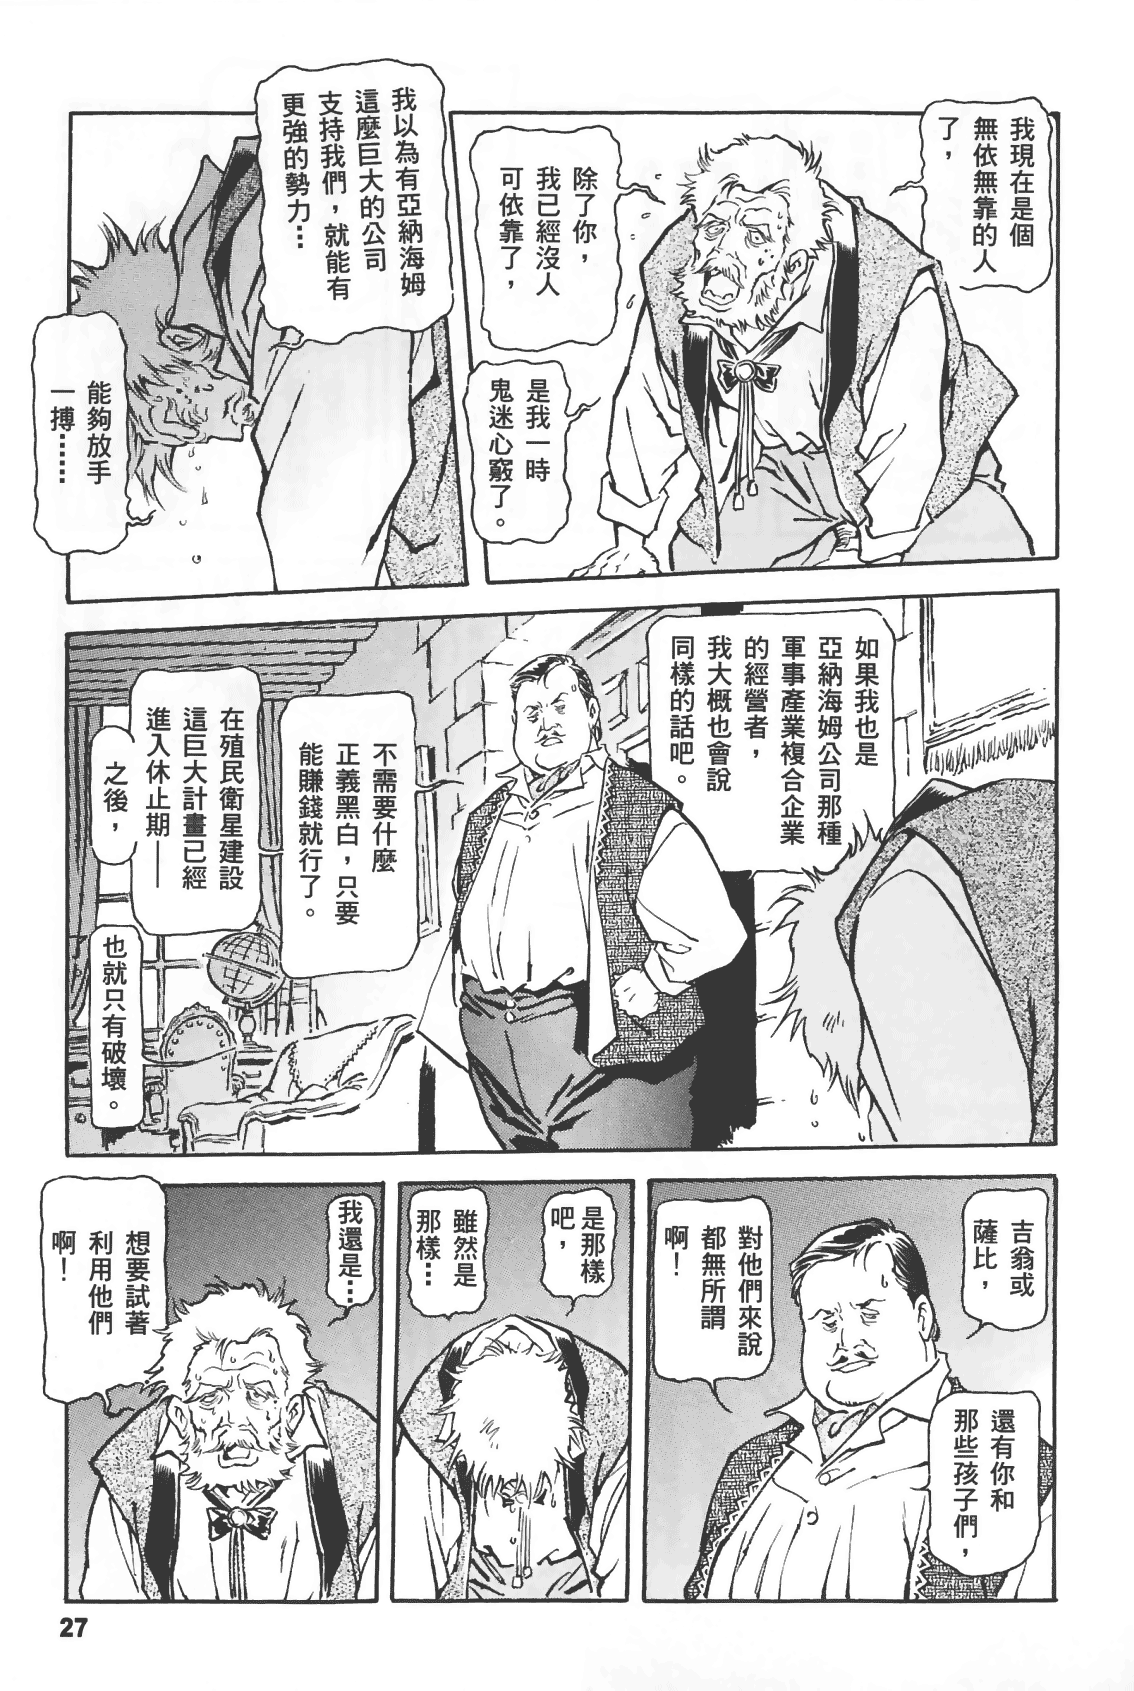 我現在是個
無依無靠的人
了，
除了你，
我已經沒人
可依靠了，
是我一時
鬼迷心竅了。
我以為有亞納海姆
這麼巨大的公司
支持我們，就能有
更強的勢力…
能夠放手
一搏……
如果我也是
亞納海姆公司那種
軍事產業複合企業
的經營者，
我大概也會說
同樣的話吧。
不需要什麼
正義黑白，只要
能賺錢就行了。
在殖民衛星建設
這巨大計畫已經
進入休止期——
之後，
也就只有破壞。
吉翁或
薩比，
還有你和
那些孩子們，
對他們來說
都無所謂
啊！
是那樣
吧，
雖然是
那樣…
我還是…
想要試著
利用他們
啊！
27